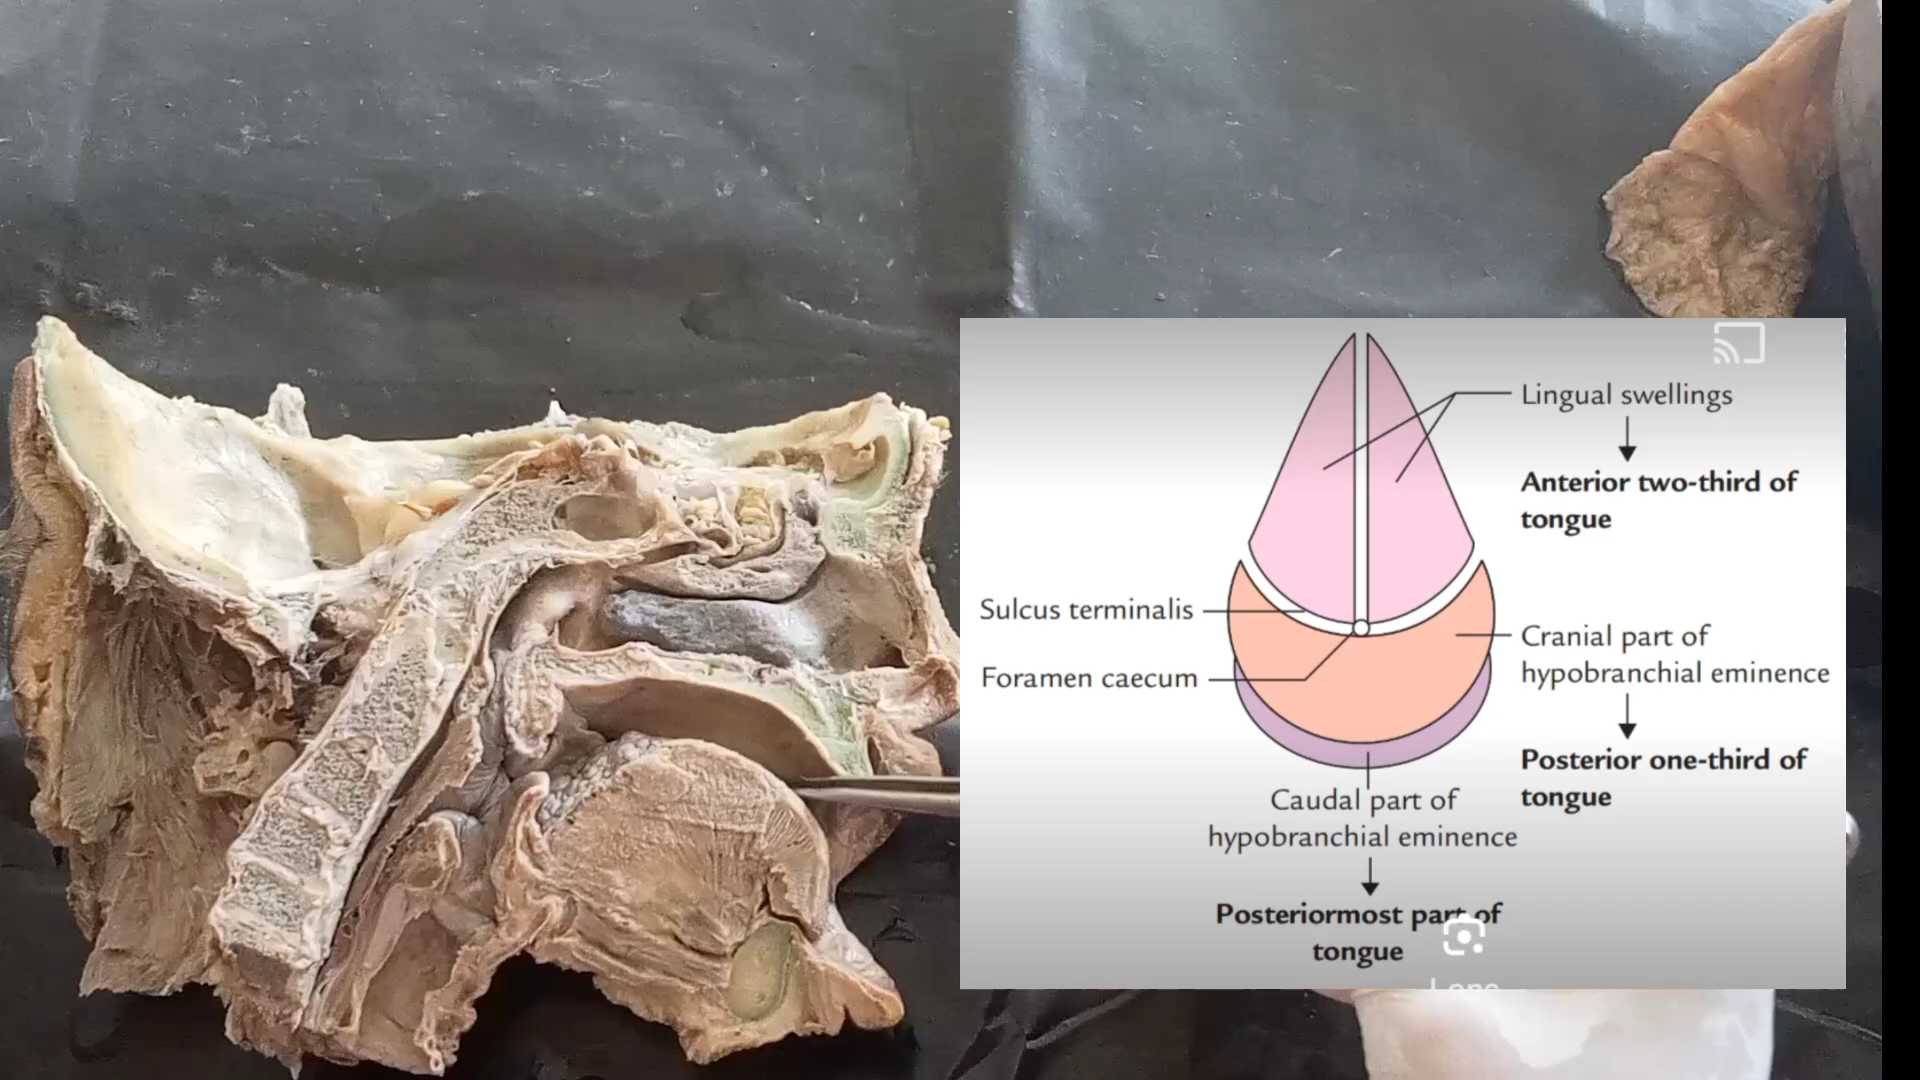 Lingual swellings
Anterior two-third of
tongue
Sulcus terminalis
Foramen caecum
Cranial part of
hypobranchial eminence
Posterior one-third of
tongue
Caudal part of
hypobranchial eminence
Posteriormost part of
tongue
Lens